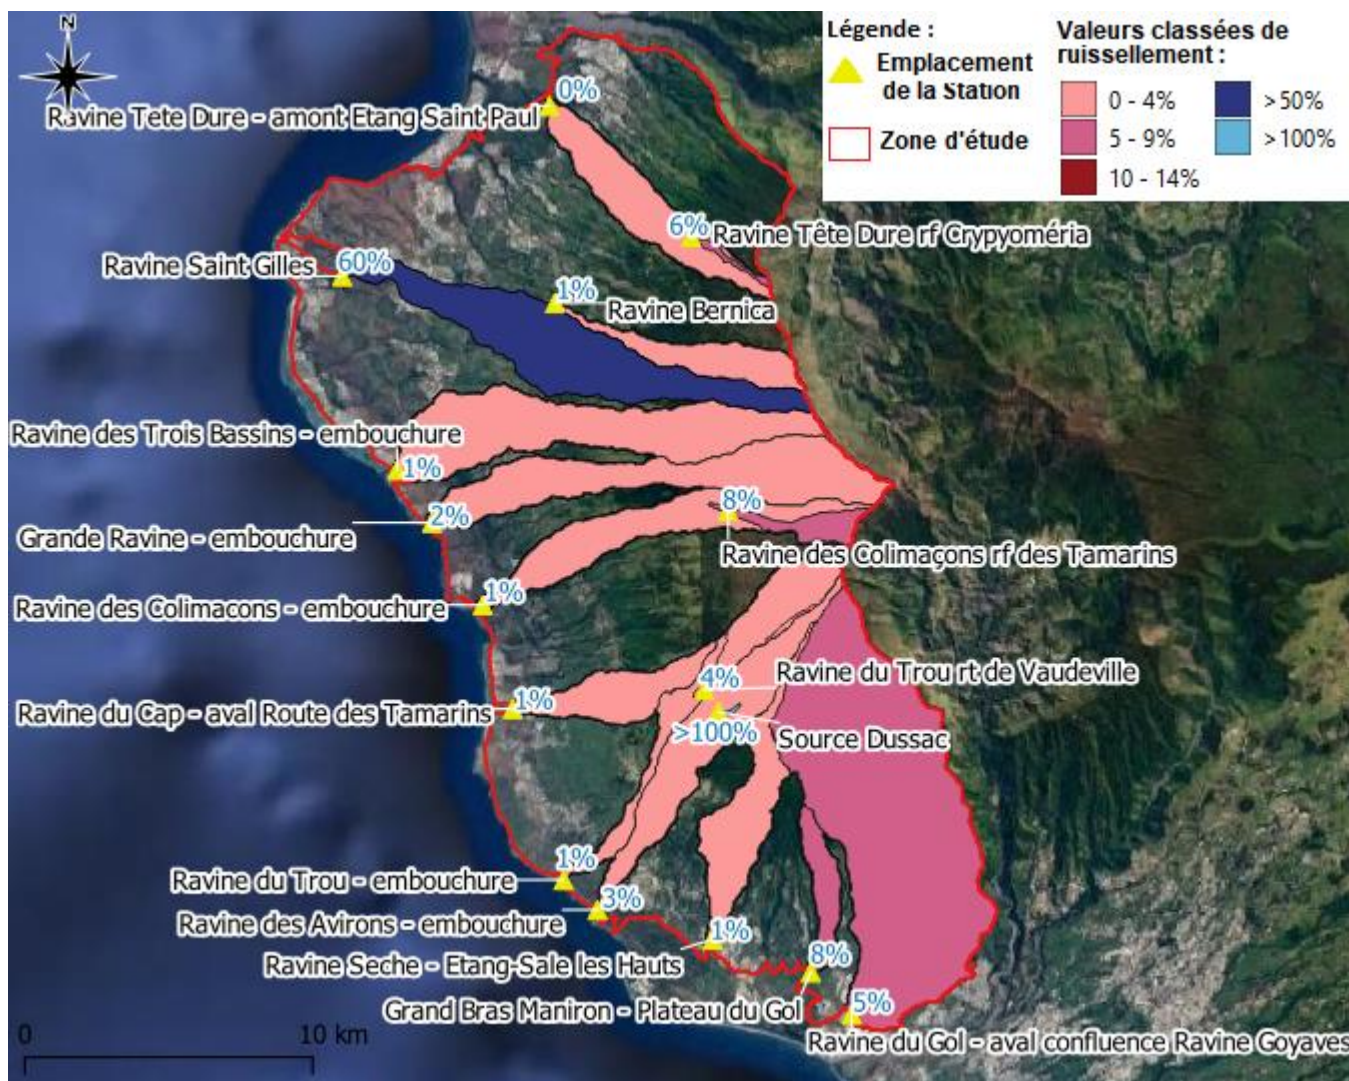 N
Légende :
Emplacement
de la Station
Zone d'étude
Valeurs classées de
ruissellement :
0 - 4%
5 - 9%
10 - 14%
>50%
>100%
0%
Ravine Tete Dure - amont Etang Saint Paul
6%
Ravine Tête Dure rf Crypyoméria
Ravine Saint Gilles
60%
1%
Ravine Bernica
Ravine des Trois Bassins - embouchure
1%
2%
Grande Ravine - embouchure
8%
Ravine des Colimaçons rf des Tamarins
1%
Ravine des Colimacons - embouchure
4%
Ravine du Trou rt de Vaudeville
1%
Ravine du Cap - aval Route des Tamarins
>100%
Source Dussac
1%
Ravine du Trou - embouchure
3%
Ravine des Avirons - embouchure
1%
Ravine Seche - Etang-Sale les Hauts
8%
Grand Bras Maniron - Plateau du Gol
5%
Ravine du Gol - aval confluence Ravine Goyaves
0
10 km